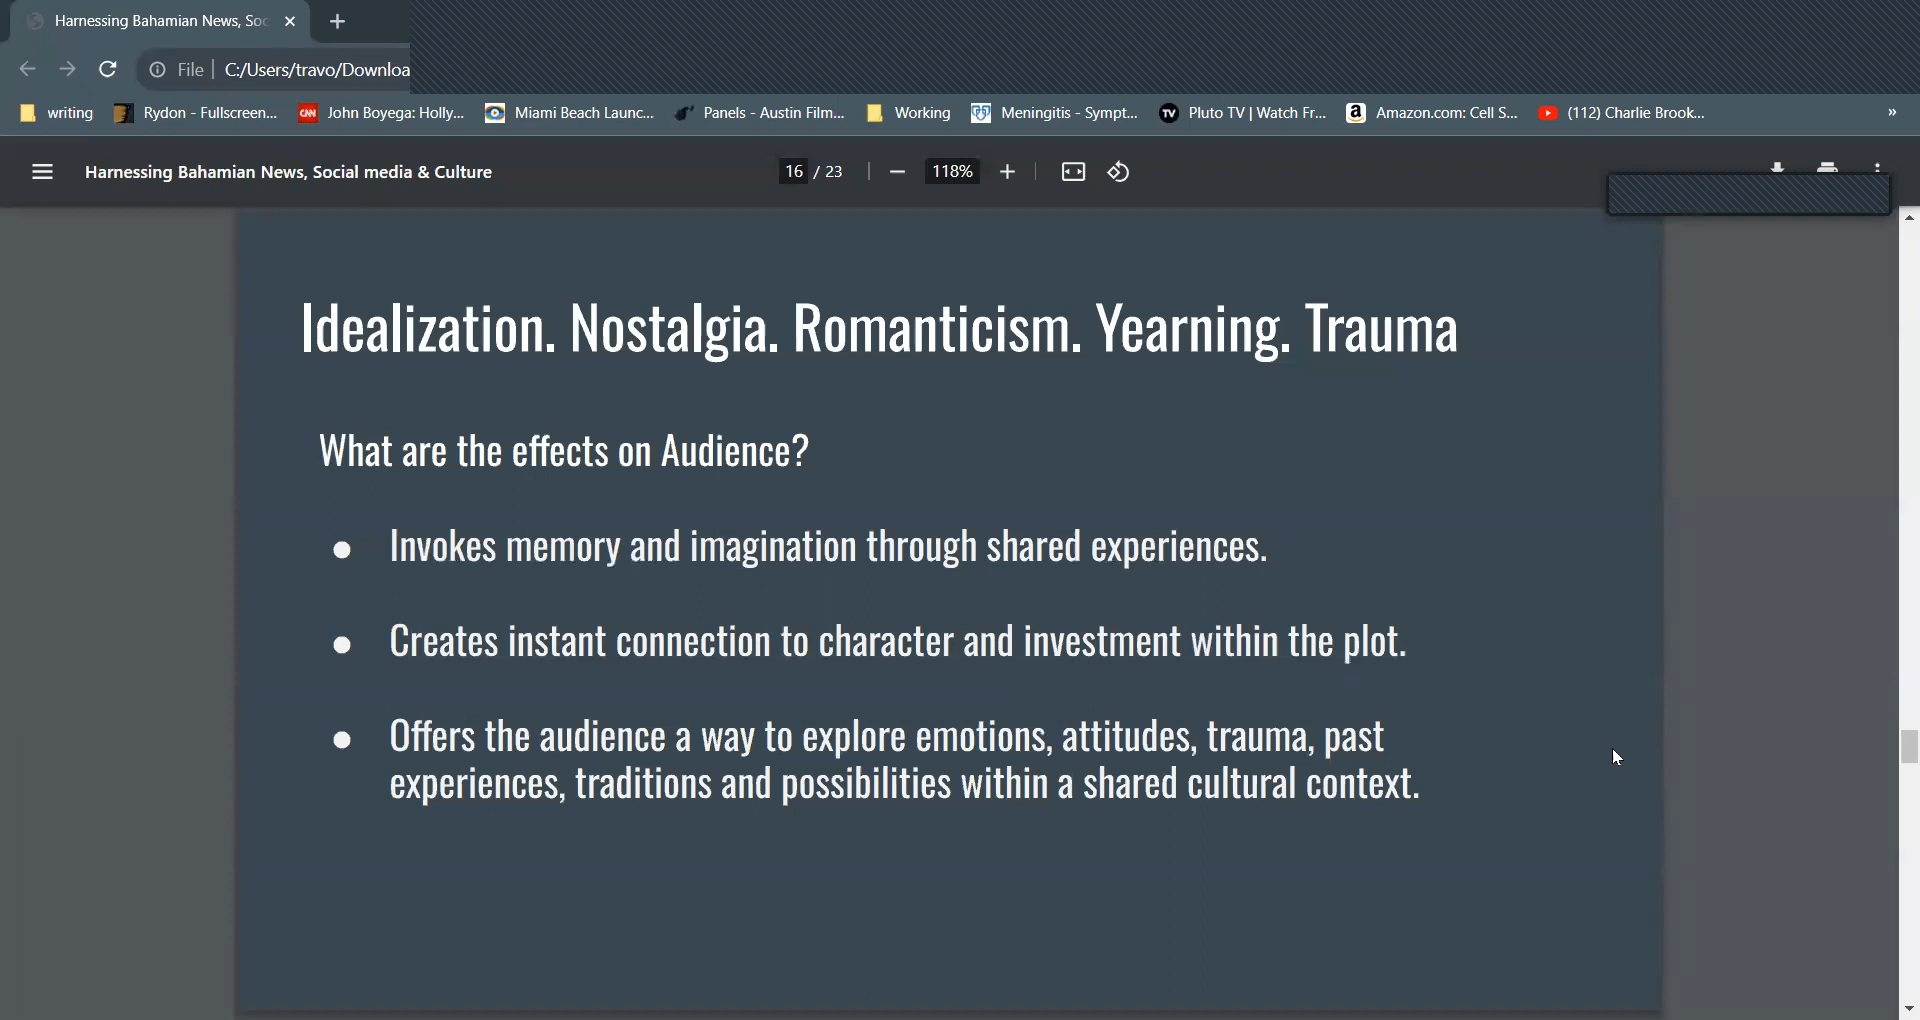 Harnessing Bahamian News, Soc
File
C:/Users/travo/Downloa
writing
Rydon - Fullscreen...
CNN
John Boyega: Holly...
Miami Beach Launc...
Panels - Austin Film...
Working
Meningitis - Sympt...
TV
Pluto TV | Watch Fr...
a
Amazon.com: Cell S...
(112) Charlie Brook...
»
Harnessing Bahamian News, Social media & Culture
16 / 23
118%
Idealization. Nostalgia. Romanticism. Yearning. Trauma
What are the effects on Audience?
● Invokes memory and imagination through shared experiences.
● Creates instant connection to character and investment within the plot.
● Offers the audience a way to explore emotions, attitudes, trauma, past
experiences, traditions and possibilities within a shared cultural context.